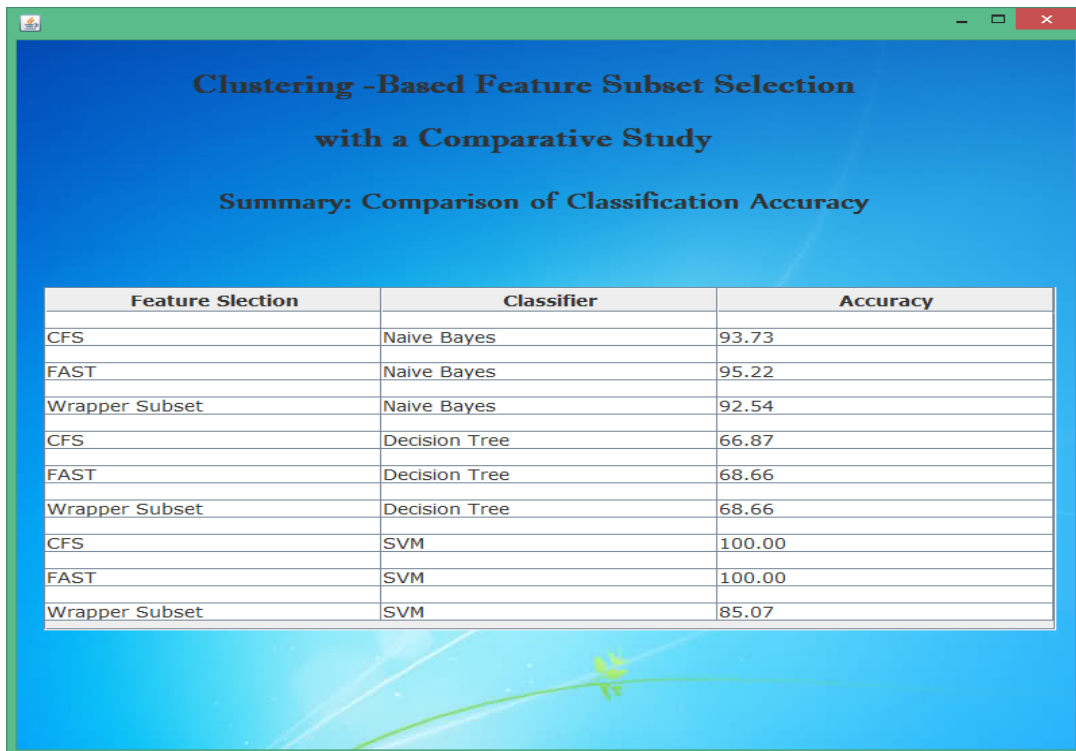 Clustering -Based Feature Subset Selection
with a Comparative Study
Summary: Comparison of Classification Accuracy
Feature Slection Classifier Accuracy
CFS Naive Bayes 93.73
FAST Naive Bayes 95.22
Wrapper Subset Naive Bayes 92.54
CFS Decision Tree 66.87
FAST Decision Tree 68.66
Wrapper Subset Decision Tree 68.66
CFS SVM 100.00
FAST SVM 100.00
Wrapper Subset SVM 85.07